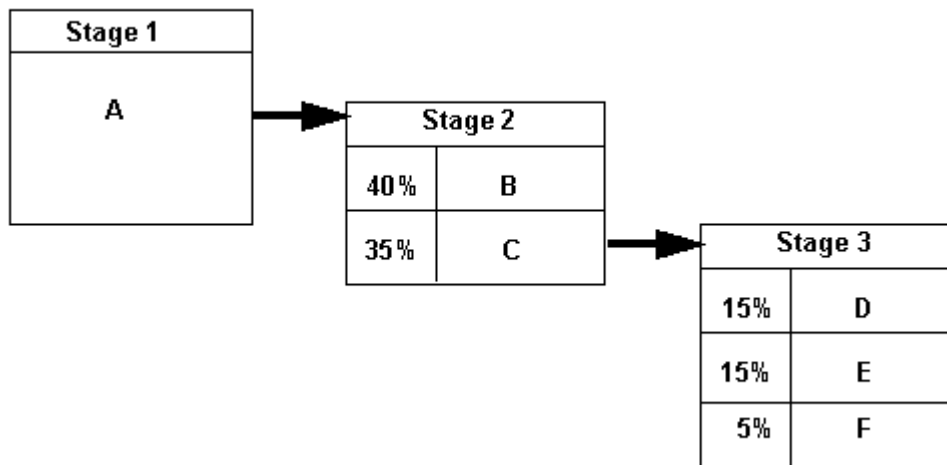 Stage 1
A
Stage 2
40% B
35% C
Stage 3
15% D
15% E
5% F